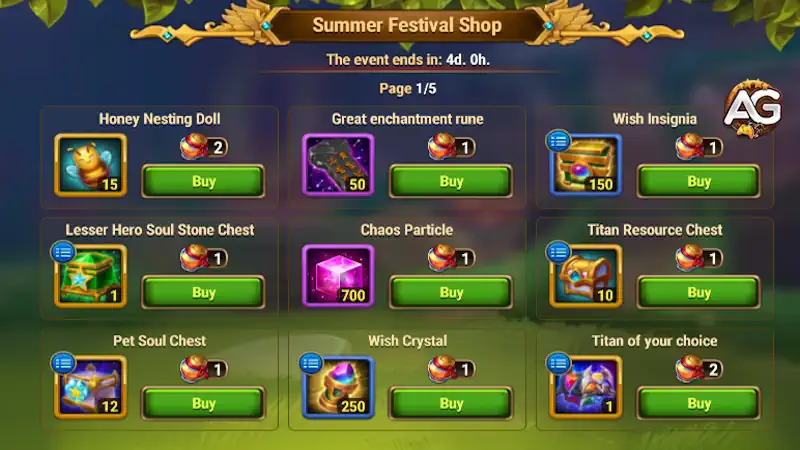 Summer Festival Shop
The event ends in: 4d. 0h.
Page 1/5
AG
Honey Nesting Doll
2
15
Buy
Great enchantment rune
1
50
Buy
Wish Insignia
1
150
Buy
Lesser Hero Soul Stone Chest
1
1
Buy
Chaos Particle
1
700
Buy
Titan Resource Chest
1
10
Buy
Pet Soul Chest
1
12
Buy
Wish Crystal
1
250
Buy
Titan of your choice
2
1
Buy